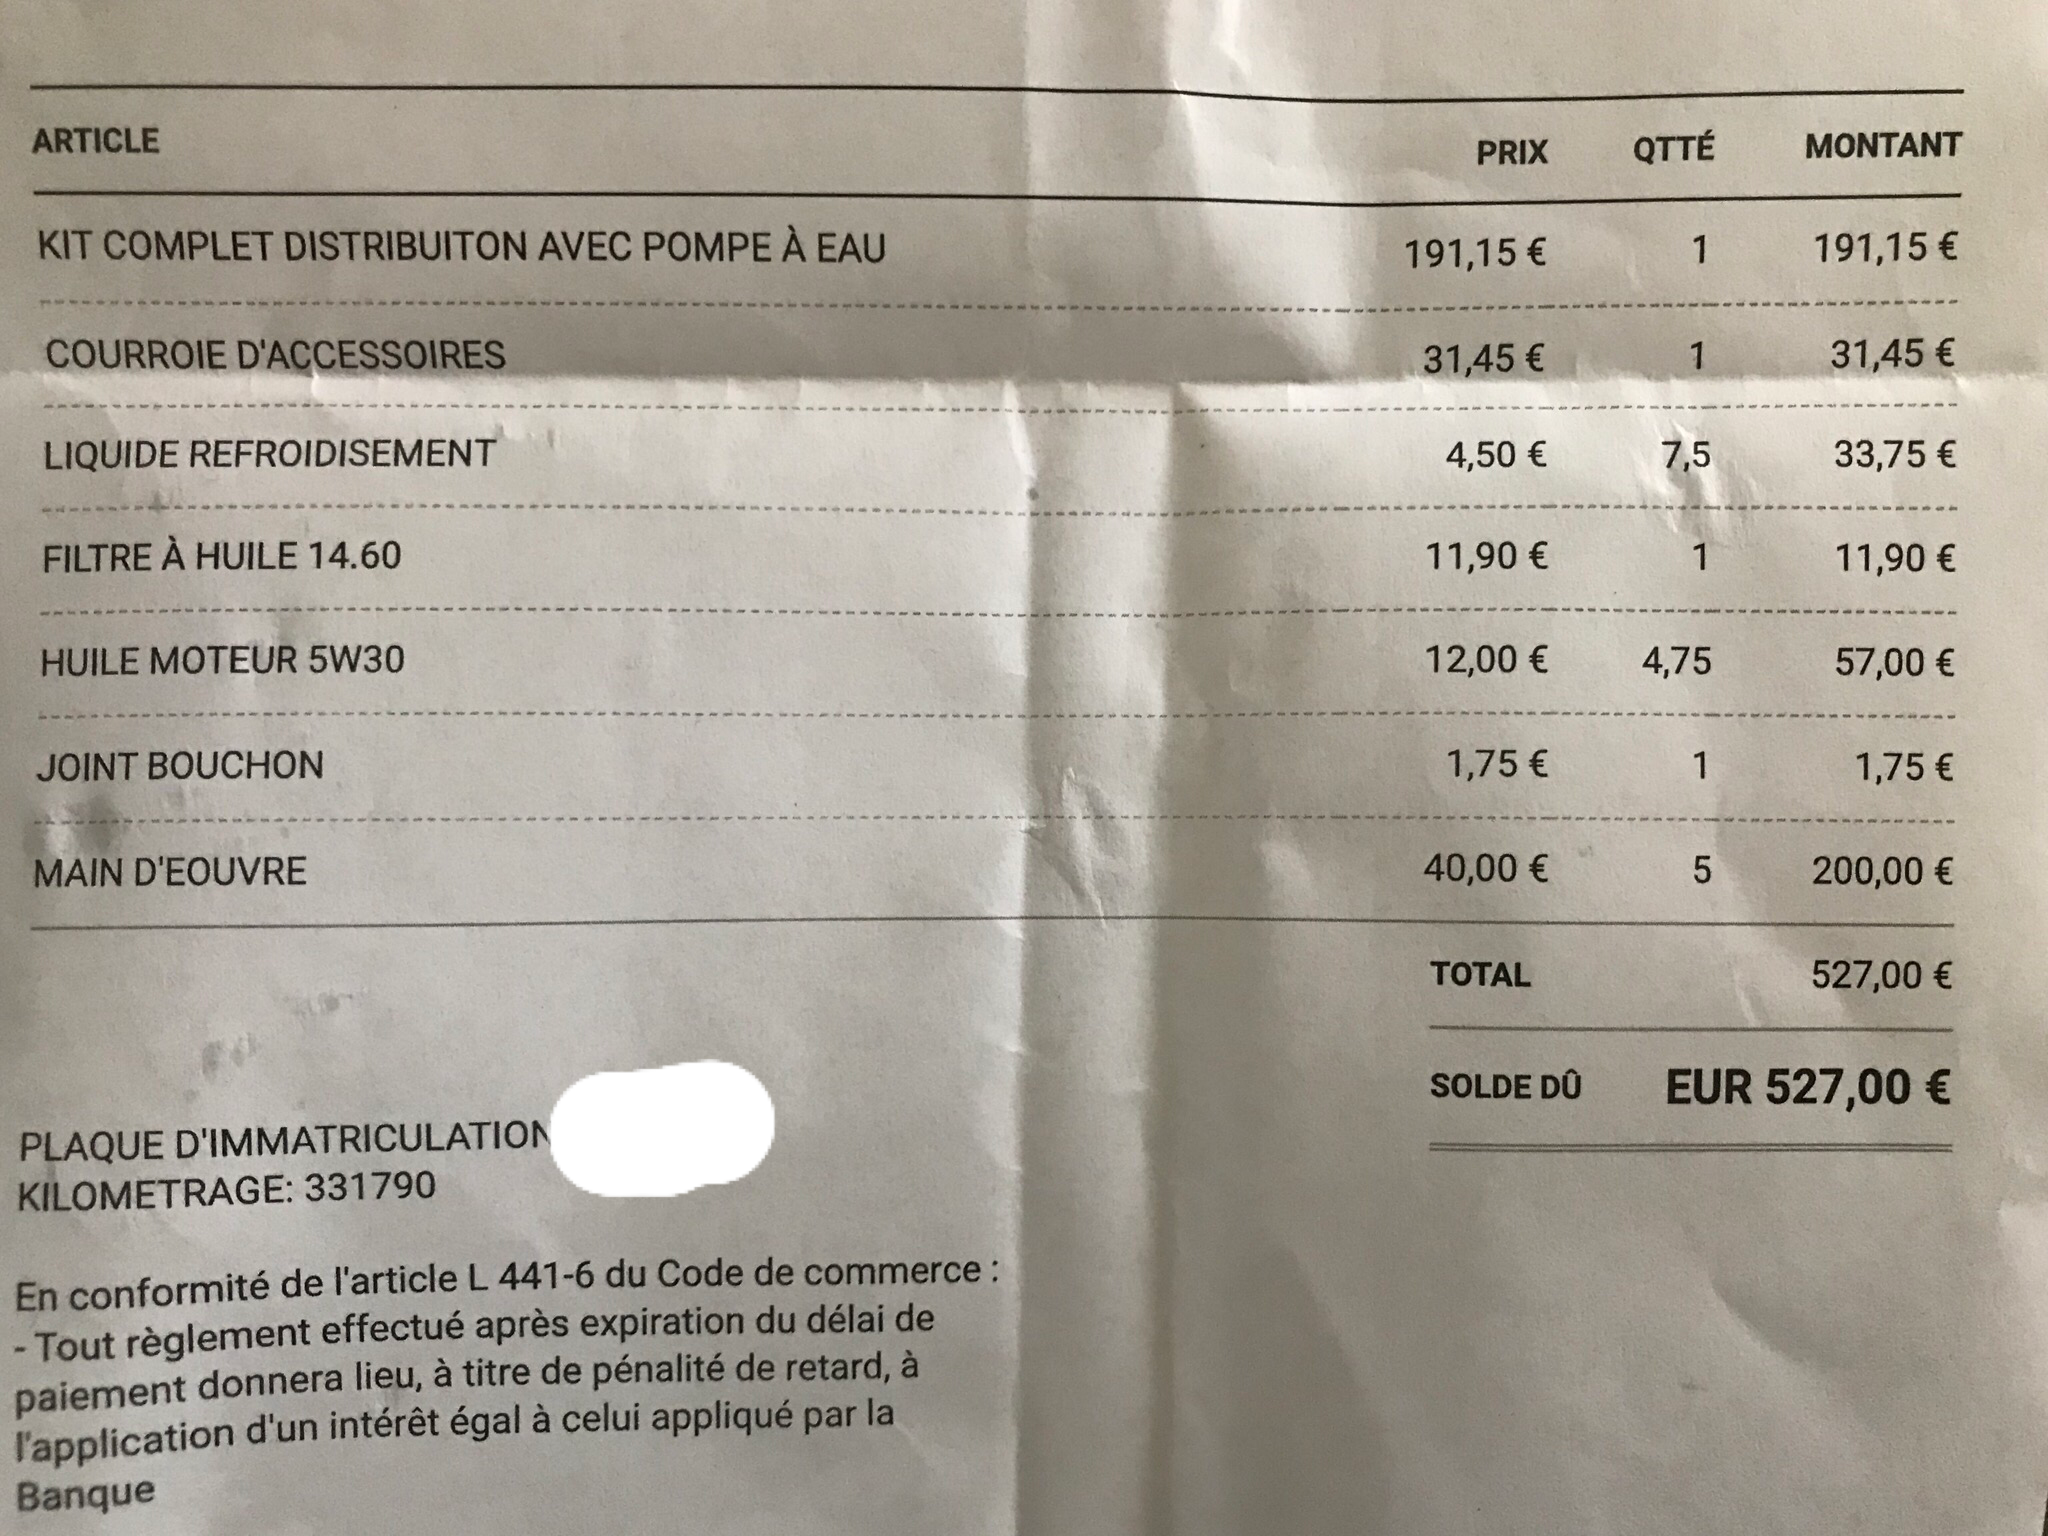 ARTICLE PRIX QTTÉ MONTANT
KIT COMPLET DISTRIBUITON AVEC POMPE À EAU 191,15 € 1 191,15 €
COURROIE D'ACCESSOIRES 31,45 € 1 31,45 €
LIQUIDE REFROIDISEMENT 4,50 € 7,5 33,75 €
FILTRE À HUILE 14.60 11,90 € 1 11,90 €
HUILE MOTEUR 5W30 12,00 € 4,75 57,00 €
JOINT BOUCHON 1,75 € 1 1,75 €
MAIN D'EOUVRE 40,00 € 5 200,00 €
TOTAL 527,00 €
SOLDE DÛ EUR 527,00 €
PLAQUE D'IMMATRICULATION
KILOMETRAGE: 331790
En conformité de l'article L 441-6 du Code de commerce :
- Tout règlement effectué après expiration du délai de
paiement donnera lieu, à titre de pénalité de retard, à
l'application d'un intérêt égal à celui appliqué par la
Banque